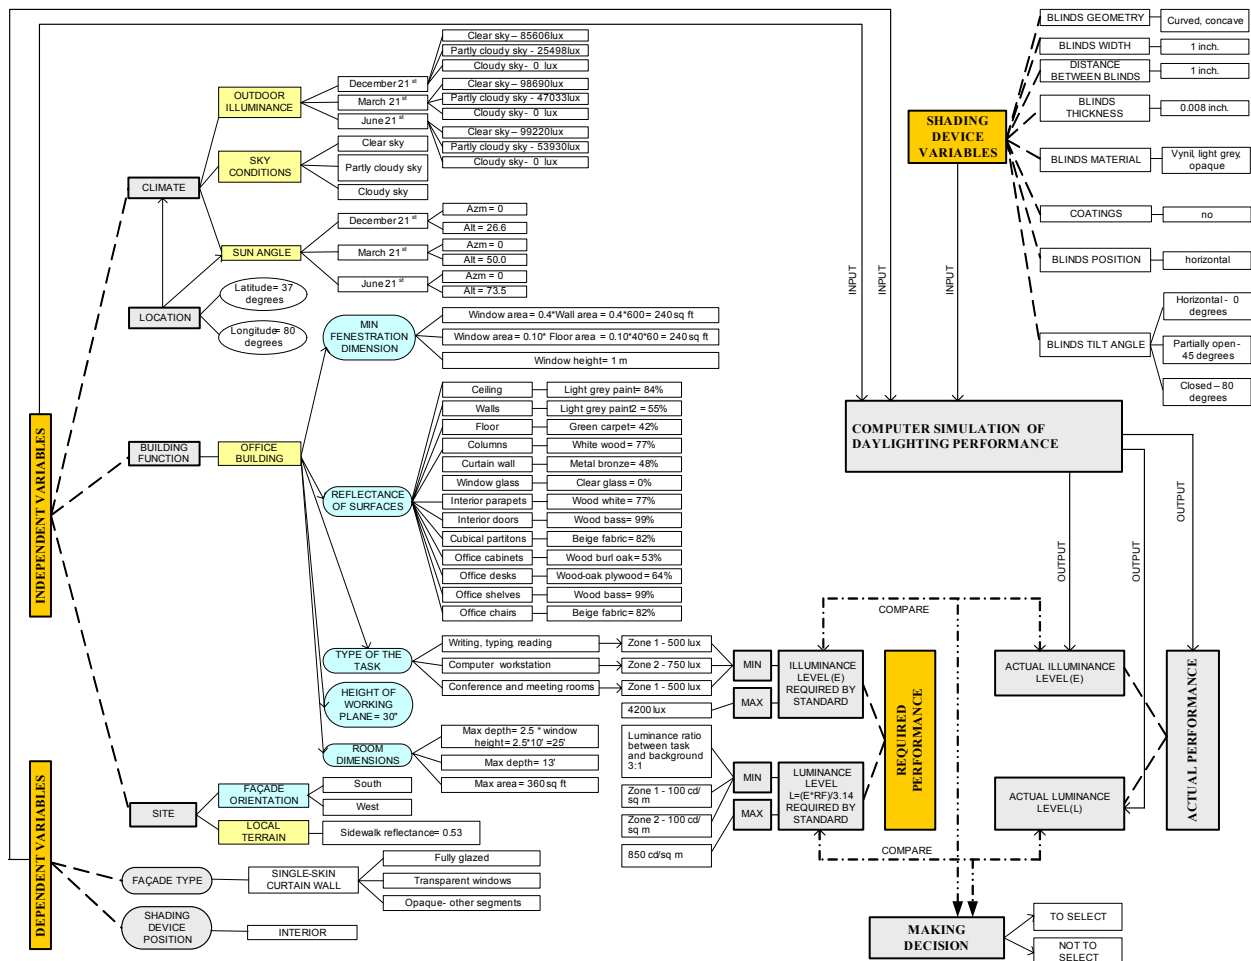 Clear sky – 85606lux
Partly cloudy sky - 25498lux
Cloudy sky- 0 lux
December 21 st
Clear sky – 98690lux
March 21 st
Partly cloudy sky - 47033lux
Cloudy sky- 0 lux
June 21 st
Clear sky – 99220lux
Partly cloudy sky - 53930lux
Cloudy sky- 0 lux
OUTDOOR
ILLUMINANCE
SKY
CONDITIONS
Clear sky
Partly cloudy sky
Cloudy sky
CLIMATE
SUN ANGLE
December 21 st
Azm = 0
Alt = 26.6
March 21 st
Azm = 0
Alt = 50.0
June 21 st
Azm = 0
Alt = 73.5
LOCATION
Latitude= 37
degrees
Longitude= 80
degrees
MIN
FENESTRATION
DIMENSION
Window area = 0.4*Wall area = 0.4*600 = 240 sq ft
Window area = 0.10* Floor area = 0.10*40*60 = 240 sq ft
Window height= 1 m
INDEPENDENT VARIABLES
BUILDING
FUNCTION
OFFICE
BUILDING
REFLECTANCE
OF SURFACES
Ceiling
Light grey paint= 84%
Walls
Light grey paint2 = 55%
Floor
Green carpet= 42%
Columns
White wood= 77%
Curtain wall
Metal bronze= 48%
Window glass
Clear glass= 0%
Interior parapets
Wood white= 77%
Interior doors
Wood bass= 99%
Cubical partitons
Beige fabric= 82%
Office cabinets
Wood burl oak= 53%
Office desks
Wood-oak plywood= 64%
Office shelves
Wood bass= 99%
Office chairs
Beige fabric= 82%
TYPE OF THE
TASK
Writing, typing, reading
Zone 1 - 500 lux
Computer workstation
Zone 2 - 750 lux
Conference and meeting rooms
Zone 1 - 500 lux
HEIGHT OF
WORKING
PLANE= 30"
ROOM
DIMENSIONS
Max depth= 2.5 * window
height= 2.5*10' =25'
Max depth= 13'
Max area= 360 sq ft
SITE
FAÇADE
ORIENTATION
South
West
LOCAL
TERRAIN
Sidewalk reflectance= 0.53
DEPENDENT VARIABLES
FAÇADE TYPE
SINGLE-SKIN
CURTAIN WALL
Fully glazed
Transparent windows
Opaque- other segments
SHADING
DEVICE
POSITION
INTERIOR
SHADING
DEVICE
VARIABLES
BLINDS GEOMETRY
Curved, concave
BLINDS WIDTH
1 inch.
DISTANCE
BETWEEN BLINDS
1 inch.
BLINDS
THICKNESS
0.008 inch.
BLINDS MATERIAL
Vynil, light grey,
opaque
COATINGS
no
BLINDS POSITION
horizontal
BLINDS TILT ANGLE
Horizontal - 0
degrees
Partially open -
45 degrees
Closed – 80
degrees
INPUT
INPUT
INPUT
COMPUTER SIMULATION OF
DAYLIGHTING PERFORMANCE
OUTPUT
OUTPUT
OUTPUT
COMPARE
MIN
MAX
4200 lux
ILLUMINANCE
LEVEL(E)
REQUIRED BY
STANDARD
Luminance ratio
between task
and background
3:1
Zone 1 - 100 cd/
sq m
Zone 2 - 100 cd/
sq m
850 cd/sq m
MIN
MAX
LUMINANCE
LEVEL
L=(E*RF)/3.14
REQUIRED BY
STANDARD
REQUIRED
PERFORMANCE
ACTUAL ILLUMINANCE
LEVEL(E)
ACTUAL LUMINANCE
LEVEL(L)
ACTUAL PERFORMANCE
COMPARE
MAKING
DECISION
TO SELECT
NOT TO
SELECT